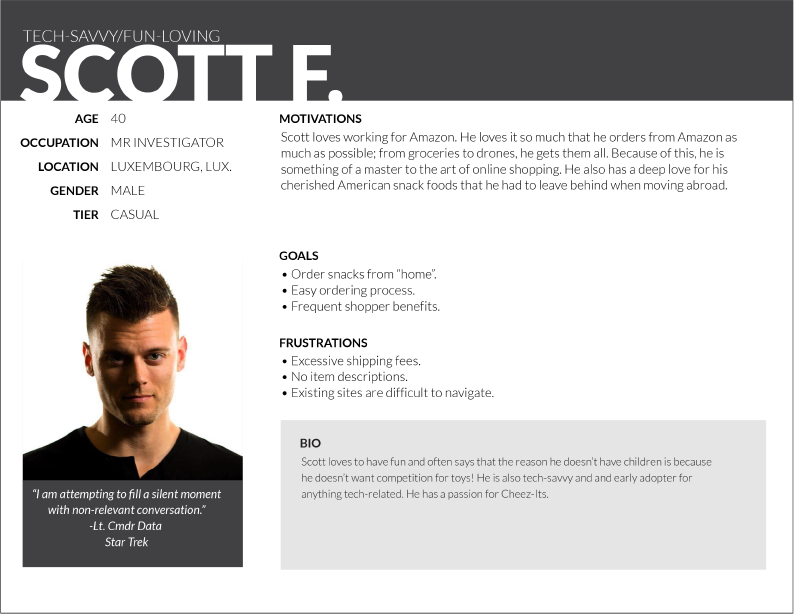 TECH-SAVVY/FUN-LOVING
SCOTT F.
AGE 40
OCCUPATION MR INVESTIGATOR
LOCATION LUXEMBOURG, LUX.
GENDER MALE
TIER CASUAL
“I am attempting to fill a silent moment
with non-relevant conversation.”
-Lt. Cmdr Data
Star Trek
MOTIVATIONS
Scott loves working for Amazon. He loves it so much that he orders from Amazon as
much as possible; from groceries to drones, he gets them all. Because of this, he is
something of a master to the art of online shopping. He also has a deep love for his
cherished American snack foods that he had to leave behind when moving abroad.
GOALS
• Order snacks from “home”.
• Easy ordering process.
• Frequent shopper benefits.
FRUSTRATIONS
• Excessive shipping fees.
• No item descriptions.
• Existing sites are difficult to navigate.
BIO
Scott loves to have fun and often says that the reason he doesn’t have children is because
he doesn’t want competition for toys! He is also tech-savvy and and early adopter for
anything tech-related. He has a passion for Cheez-Its.